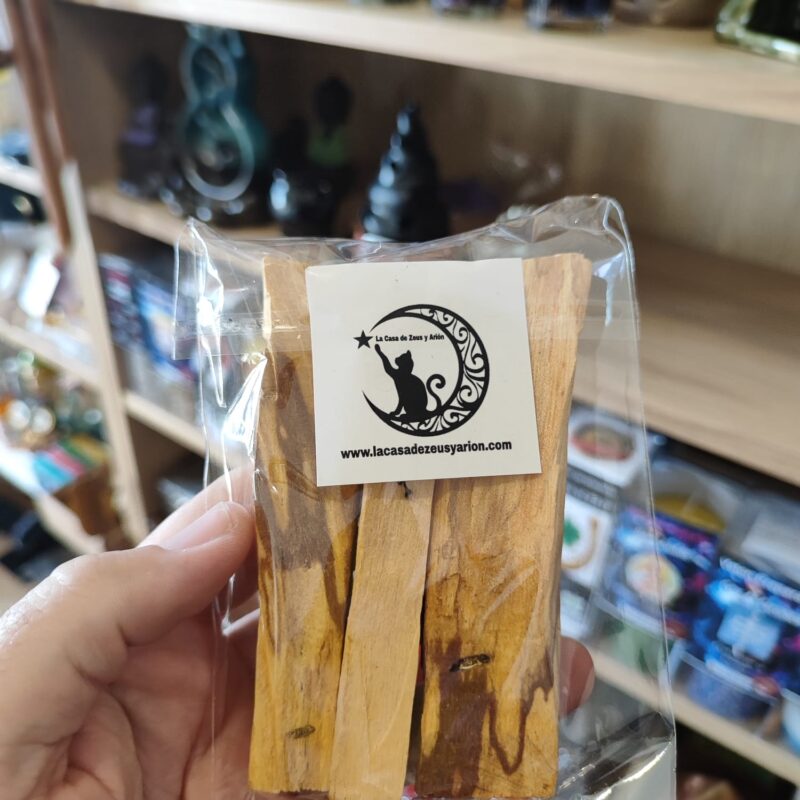 La Casa de Zeus y Arión
www.lacasadezeusyarion.com